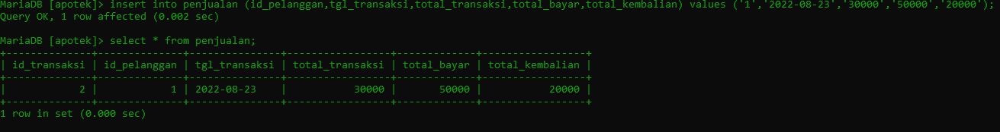 MariaDB [apotek]> insert into penjualan (id_pelanggan,tgl_transaksi,total_transaksi,total_bayar,total_kembalian) values ('1','2022-08-23','30000','50000','20000');
Query OK, 1 row affected (0.002 sec)
MariaDB [apotek]> select * from penjualan;
+--------------+--------------+---------------+-----------------+-------------+-----------------+
| id_transaksi | id_pelanggan | tgl_transaksi | total_transaksi | total_bayar | total_kembalian |
+--------------+--------------+---------------+-----------------+-------------+-----------------+
|            2 |            1 | 2022-08-23    |           30000 |       50000 |           20000 |
+--------------+--------------+---------------+-----------------+-------------+-----------------+
1 row in set (0.000 sec)